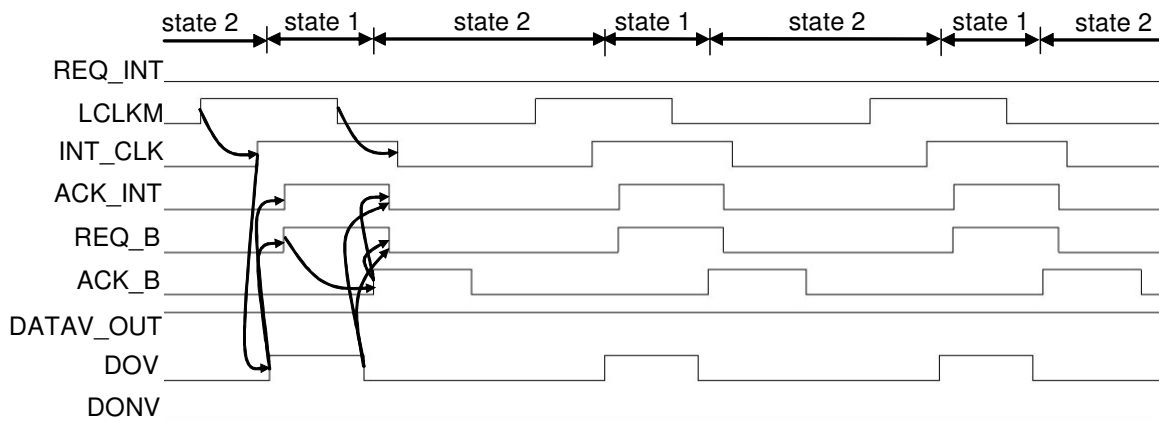 state 2 state 1 state 2 state 1 state 2 state 1 state 2
REQ_INT
LCLKM
INT_CLK
ACK_INT
REQ_B
ACK_B
DATAV_OUT
DOV
DONV